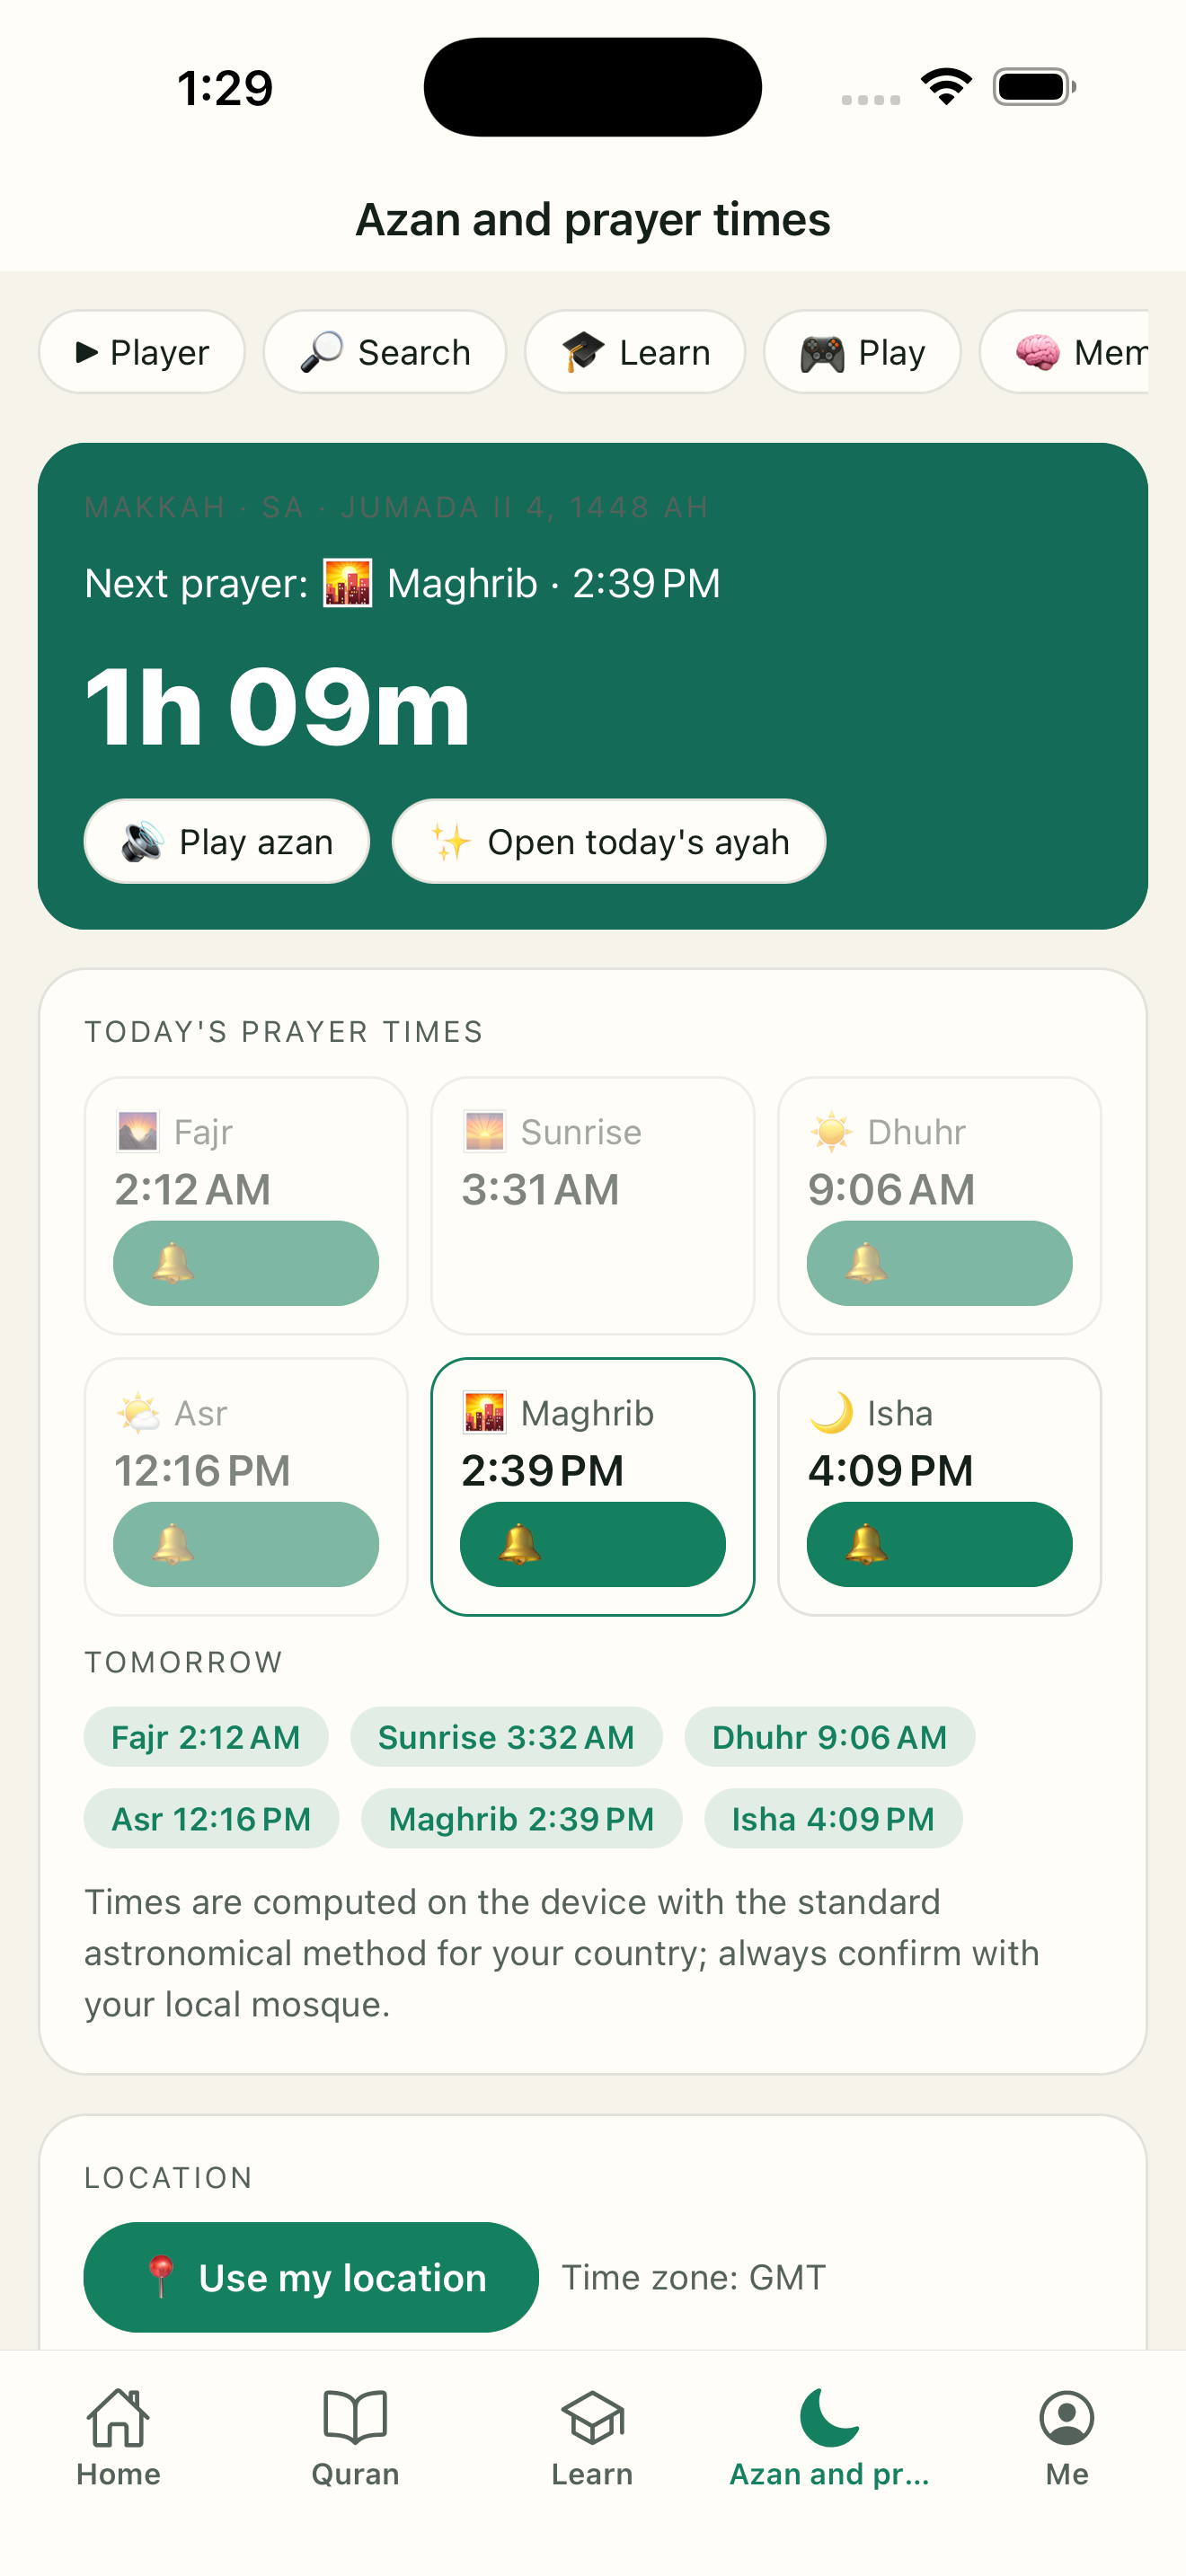 1:29
Azan and prayer times
Player Search Learn Play Mem
MAKKAH · SA · JUMADA II 4, 1448 AH
Next prayer: Maghrib · 2:39 PM
1h 09m
Play azan Open today's ayah
TODAY'S PRAYER TIMES
Fajr Sunrise Dhuhr
2:12 AM 3:31 AM 9:06 AM
Asr Maghrib Isha
12:16 PM 2:39 PM 4:09 PM
TOMORROW
Fajr 2:12 AM Sunrise 3:32 AM Dhuhr 9:06 AM
Asr 12:16 PM Maghrib 2:39 PM Isha 4:09 PM
Times are computed on the device with the standard
astronomical method for your country; always confirm with
your local mosque.
LOCATION
Use my location Time zone: GMT
Home Quran Learn Azan and pr... Me